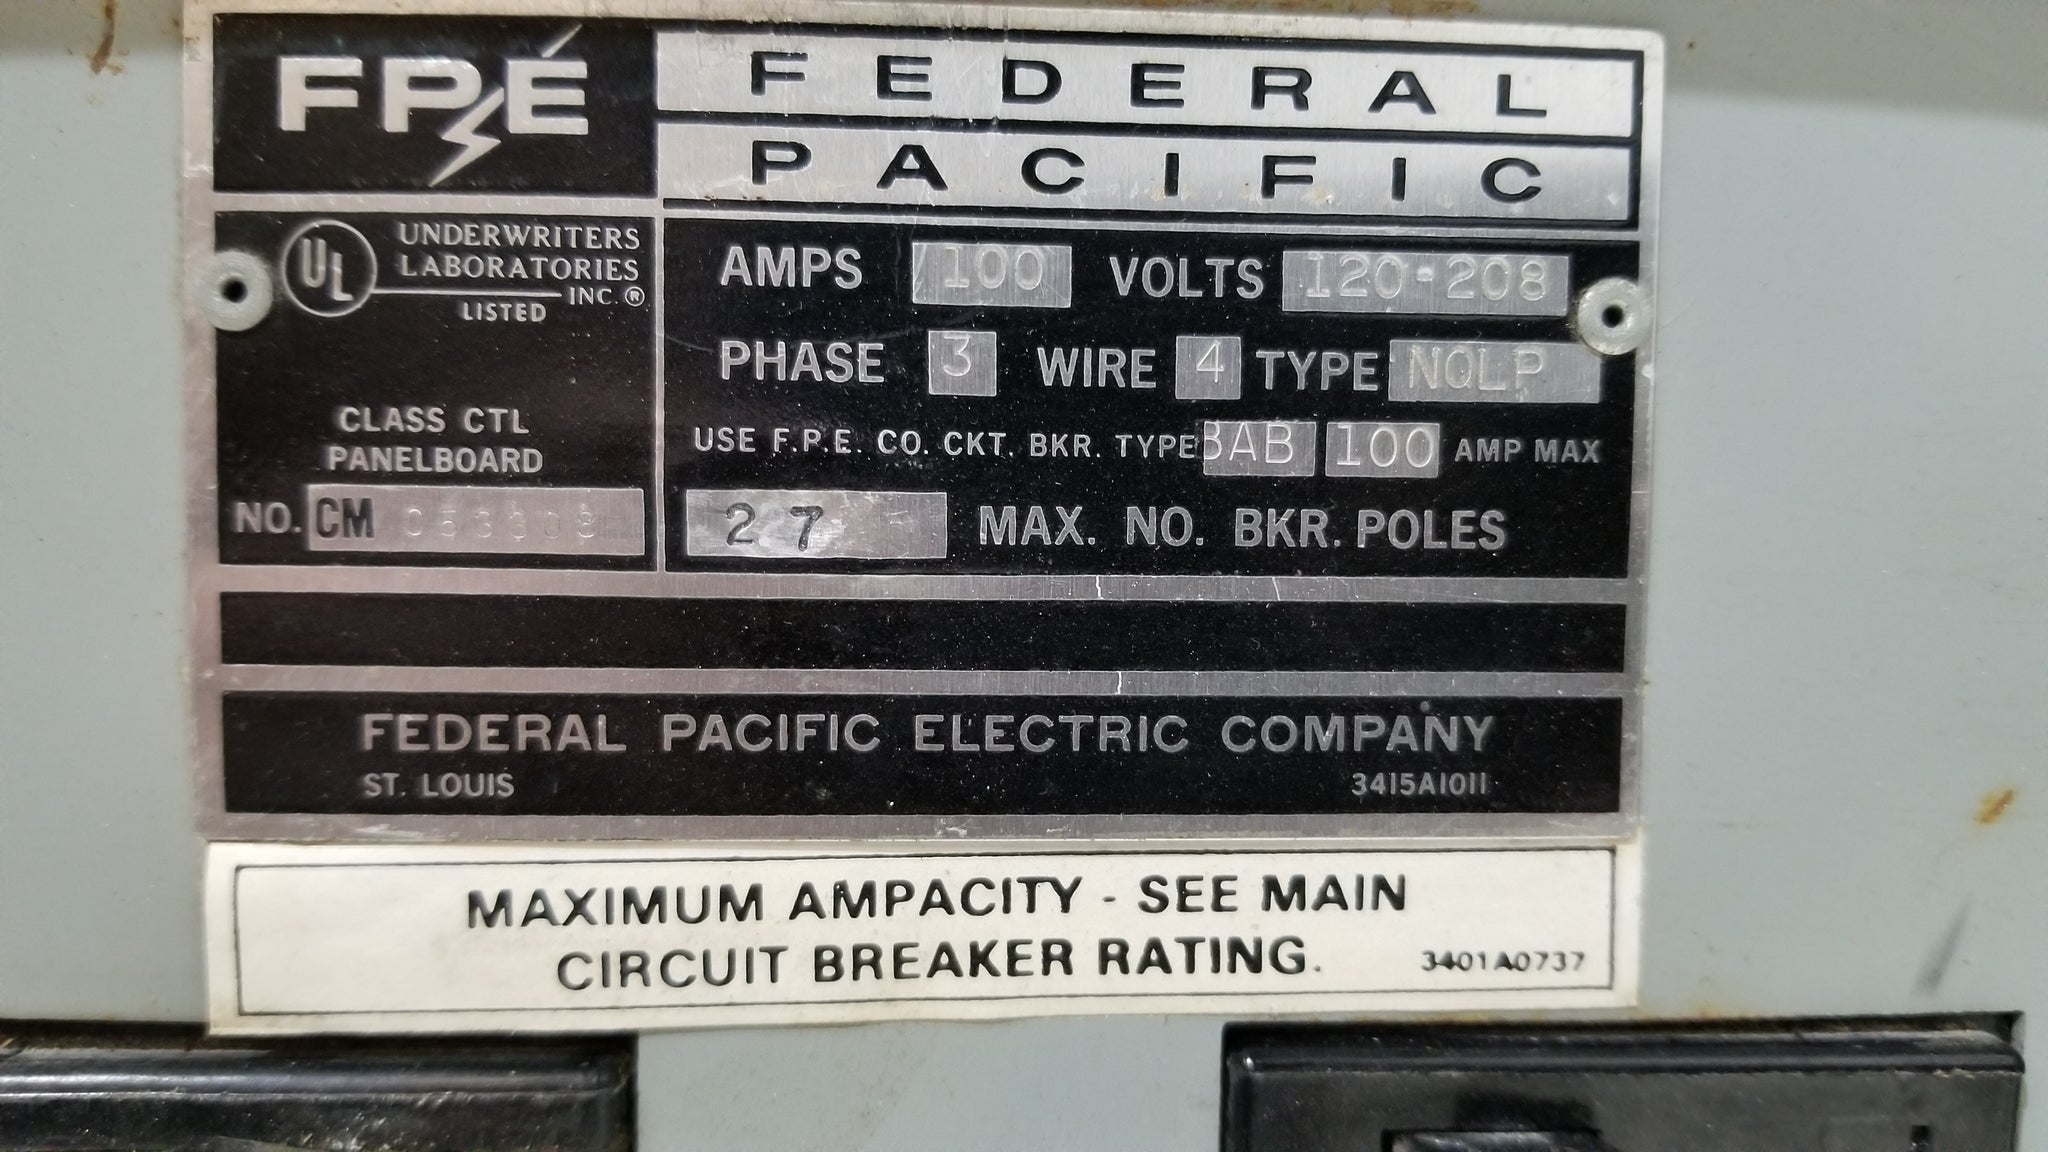 FPE
FEDERAL
PACIFIC
UL
UNDERWRITERS
LABORATORIES
INC.®
LISTED
CLASS CTL
PANELBOARD
NO. CM
AMPS 100 VOLTS 120-208
PHASE 3 WIRE 4 TYPE NQLP
USE F.P.E. CO. CKT. BKR. TYPE BAB 100 AMP MAX
27 MAX. NO. BKR. POLES
FEDERAL PACIFIC ELECTRIC COMPANY
ST. LOUIS 3415A1011
MAXIMUM AMPACITY - SEE MAIN
CIRCUIT BREAKER RATING. 3401A0737